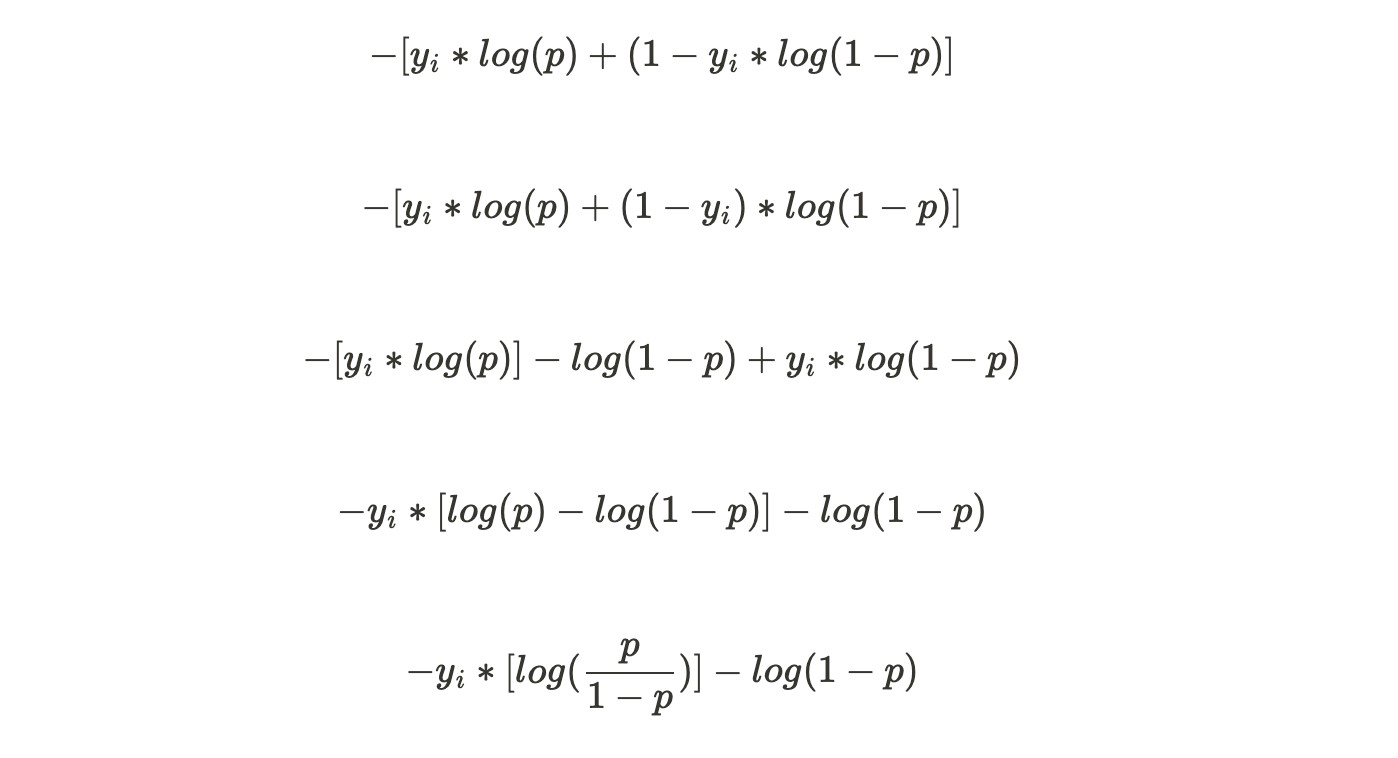 −[yᵢ * log(p) + (1 − yᵢ * log(1 − p)]
−[yᵢ * log(p) + (1 − yᵢ) * log(1 − p)]
−[yᵢ * log(p)] − log(1 − p) + yᵢ * log(1 − p)
−yᵢ * [log(p) − log(1 − p)] − log(1 − p)
−yᵢ * [log(p/(1 − p))] − log(1 − p)